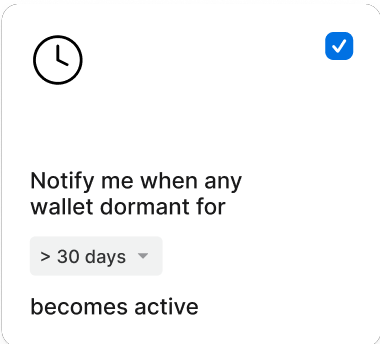 Notify me when any
wallet dormant for
> 30 days
becomes active